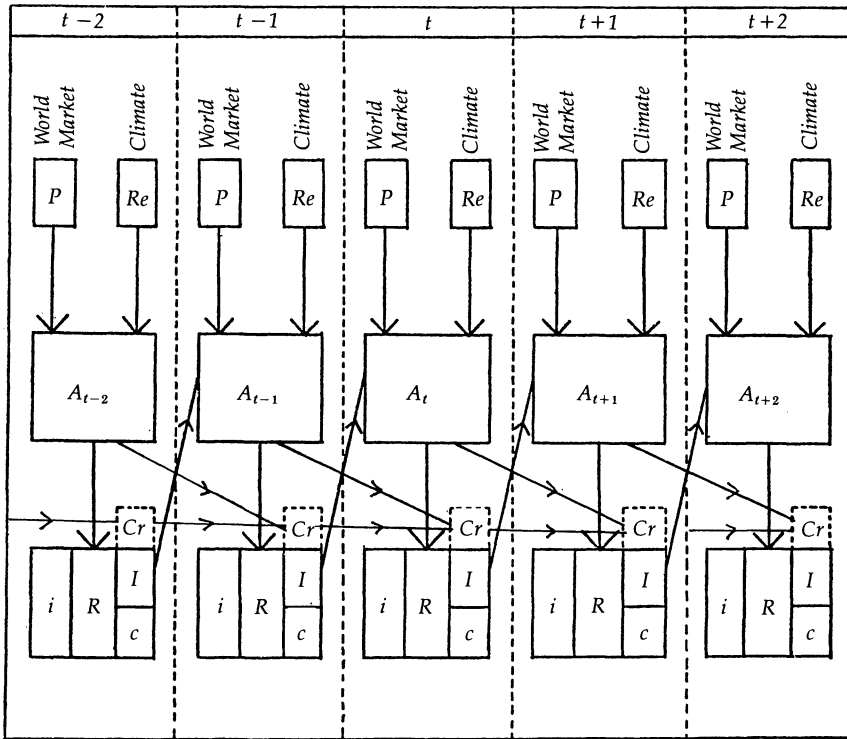 t-2 t-1 t t+1 t+2
World Market Climate World Market Climate World Market Climate World Market Climate World Market Climate
P Re P Re P Re P Re P Re
A_{t-2} A_{t-1} A_t A_{t+1} A_{t+2}
Cr Cr Cr Cr Cr
i R I i R I i R I i R I i R I
c c c c c